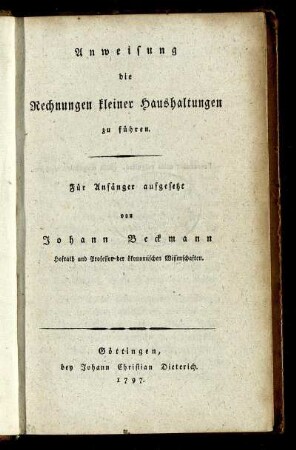 Anweisung
die
Rechnungen kleiner Haushaltungen
zu führen.
Für Anfänger aufgesetzt
von
Johann Beckmann
Hofrath und Professor der ökonomischen Wissenschaften.
Göttingen,
bey Johann Christian Dieterich.
1797.